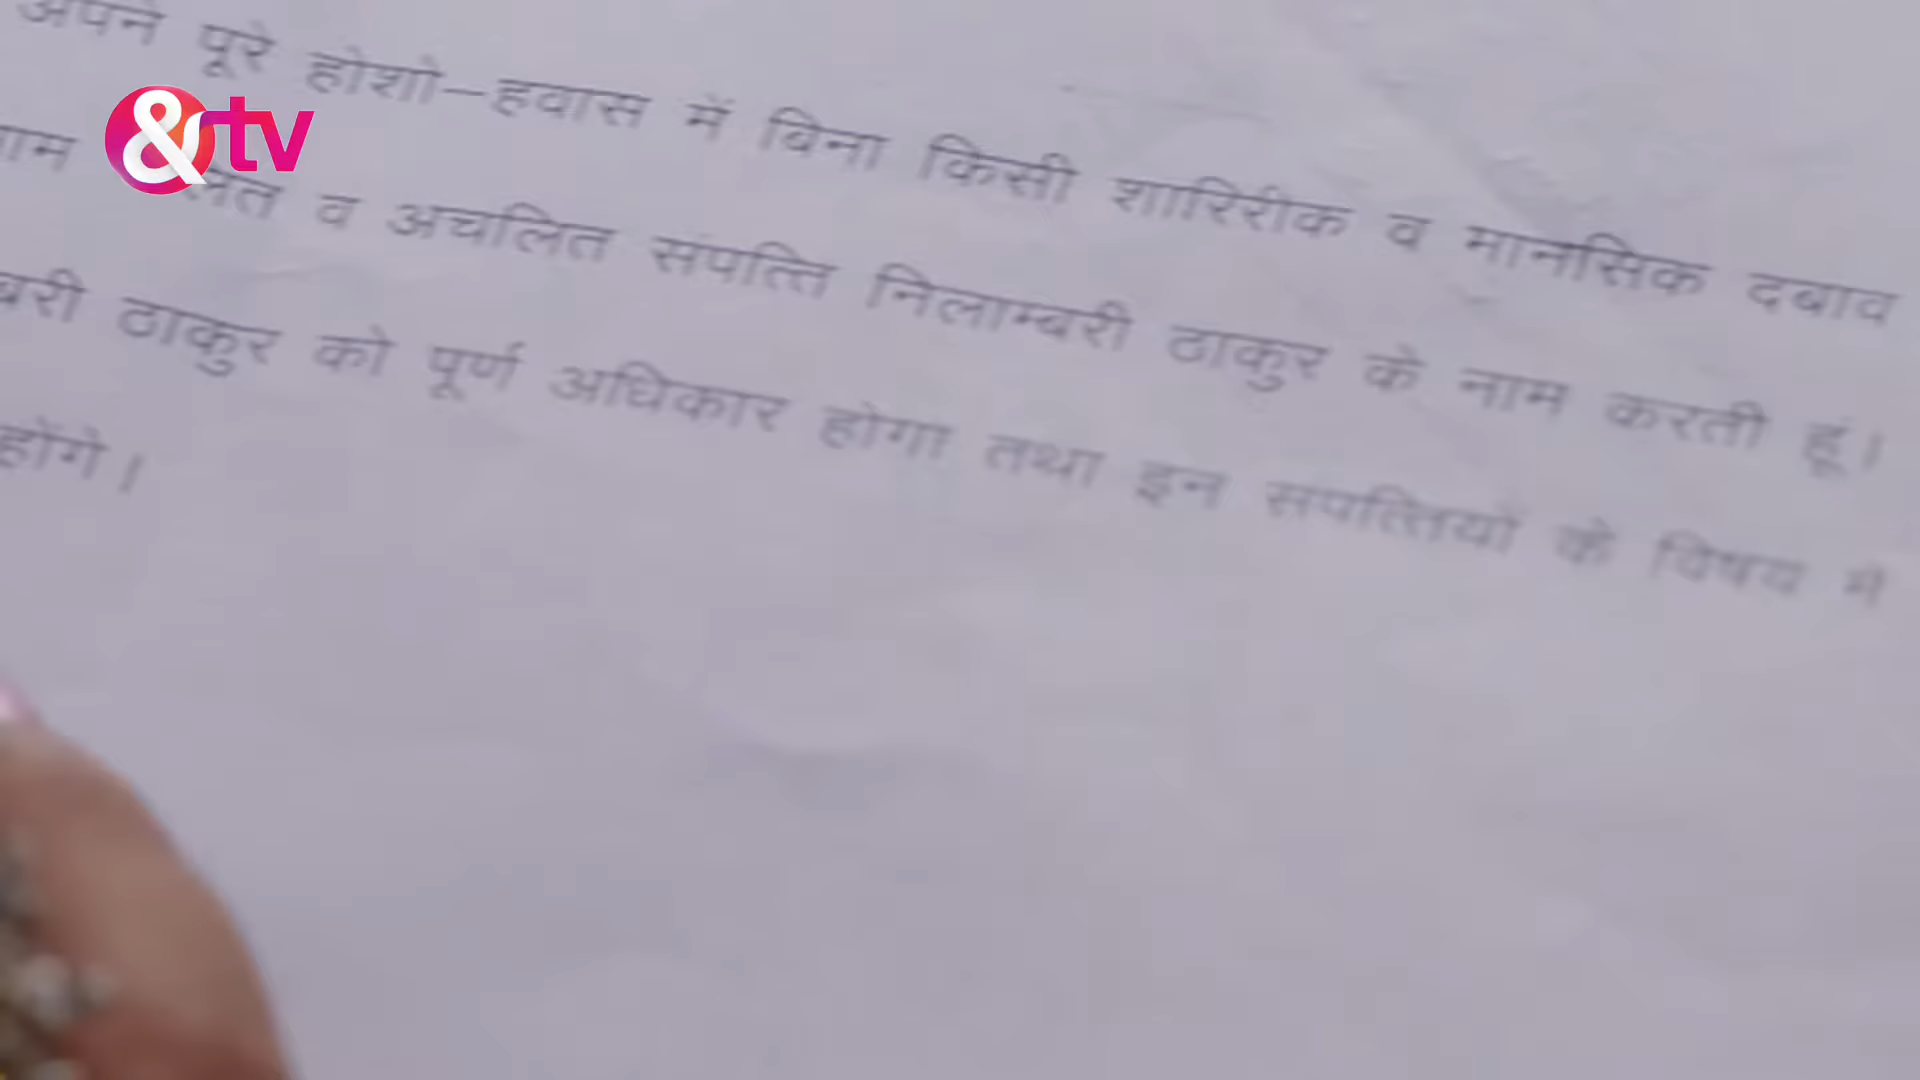 अपने पूरे होशो–हवास में बिना किसी शारिरीक व मानसिक दबाव
&tv
व अचलित संपत्ति निलाम्बरी ठाकुर के नाम करती हूं।
ठाकुर को पूर्ण अधिकार होगा तथा इन संपत्तियों के विषय में
होंगे।